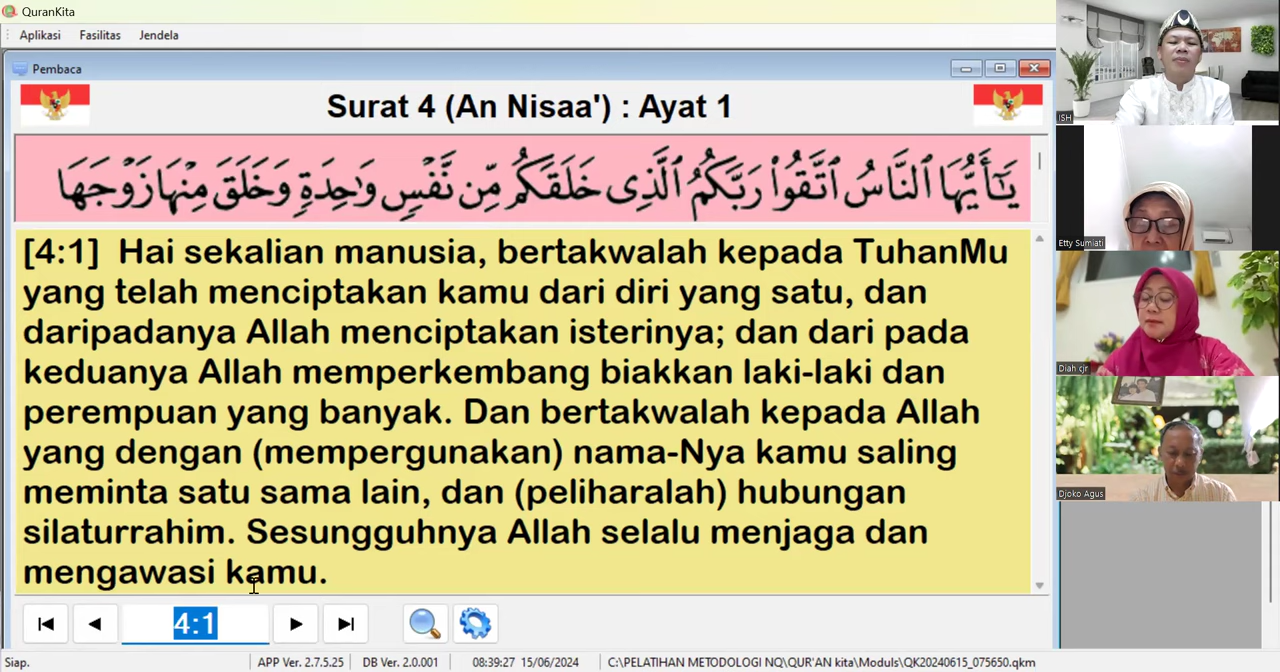 QuranKita
Aplikasi Fasilitas Jendela
Pembaca
Surat 4 (An Nisaa') : Ayat 1
يَٰٓأَيُّهَا ٱلنَّاسُ ٱتَّقُوا۟ رَبَّكُمُ ٱلَّذِى خَلَقَكُم مِّن نَّفْسٍ وَٰحِدَةٍ وَخَلَقَ مِنْهَا زَوْجَهَا
[4:1] Hai sekalian manusia, bertakwalah kepada TuhanMu
yang telah menciptakan kamu dari diri yang satu, dan
daripadanya Allah menciptakan isterinya; dan dari pada
keduanya Allah memperkembang biakkan laki-laki dan
perempuan yang banyak. Dan bertakwalah kepada Allah
yang dengan (mempergunakan) nama-Nya kamu saling
meminta satu sama lain, dan (peliharalah) hubungan
silaturrahim. Sesungguhnya Allah selalu menjaga dan
mengawasi kamu.
4:1
Siap. APP Ver. 2.7.5.25 DB Ver. 2.0.001 08:39:27 15/06/2024 C:\PELATIHAN METODOLOGI NQ\QUR'AN kita\Moduls\QK20240615_075650.qkm
ISH
Etty Sumiati
Diah cjr
Djoko Agus